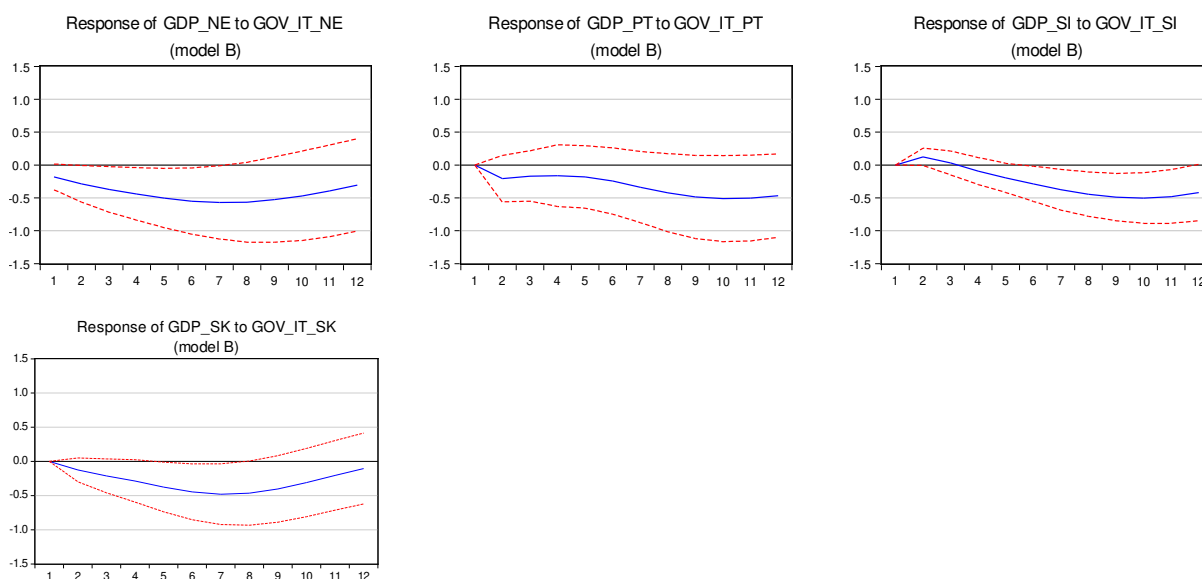 Response of GDP_NE to GOV_IT_NE
(model B)
1.5
1.0
0.5
0.0
-0.5
-1.0
-1.5
1 2 3 4 5 6 7 8 9 10 11 12
Response of GDP_PT to GOV_IT_PT
(model B)
1.5
1.0
0.5
0.0
-0.5
-1.0
-1.5
1 2 3 4 5 6 7 8 9 10 11 12
Response of GDP_SI to GOV_IT_SI
(model B)
1.5
1.0
0.5
0.0
-0.5
-1.0
-1.5
1 2 3 4 5 6 7 8 9 10 11 12
Response of GDP_SK to GOV_IT_SK
(model B)
1.5
1.0
0.5
0.0
-0.5
-1.0
-1.5
1 2 3 4 5 6 7 8 9 10 11 12